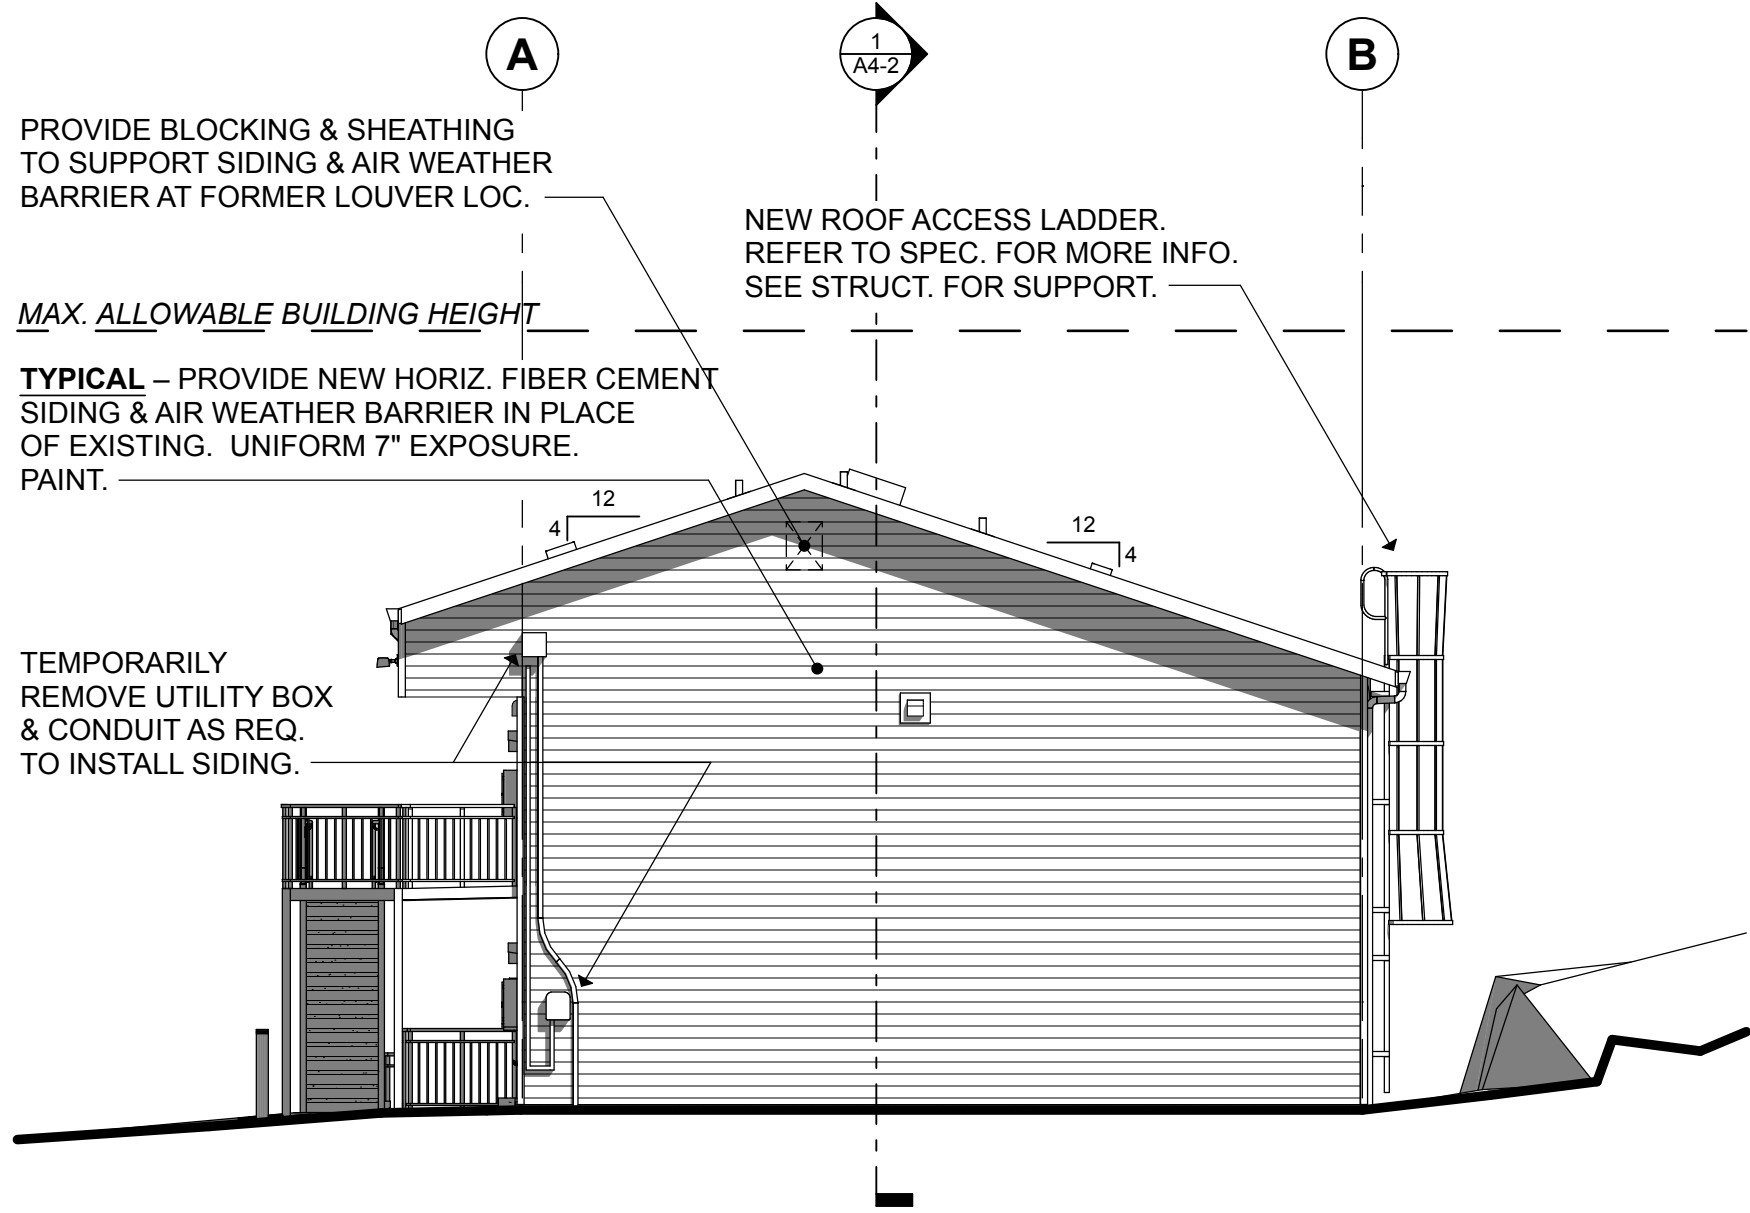 A
1
A4-2
B
PROVIDE BLOCKING & SHEATHING
TO SUPPORT SIDING & AIR WEATHER
BARRIER AT FORMER LOUVER LOC.
NEW ROOF ACCESS LADDER.
REFER TO SPEC. FOR MORE INFO.
SEE STRUCT. FOR SUPPORT.
MAX. ALLOWABLE BUILDING HEIGHT
TYPICAL – PROVIDE NEW HORIZ. FIBER CEMENT
SIDING & AIR WEATHER BARRIER IN PLACE
OF EXISTING.  UNIFORM 7" EXPOSURE.
PAINT.
12
4
12
4
TEMPORARILY
REMOVE UTILITY BOX
& CONDUIT AS REQ.
TO INSTALL SIDING.